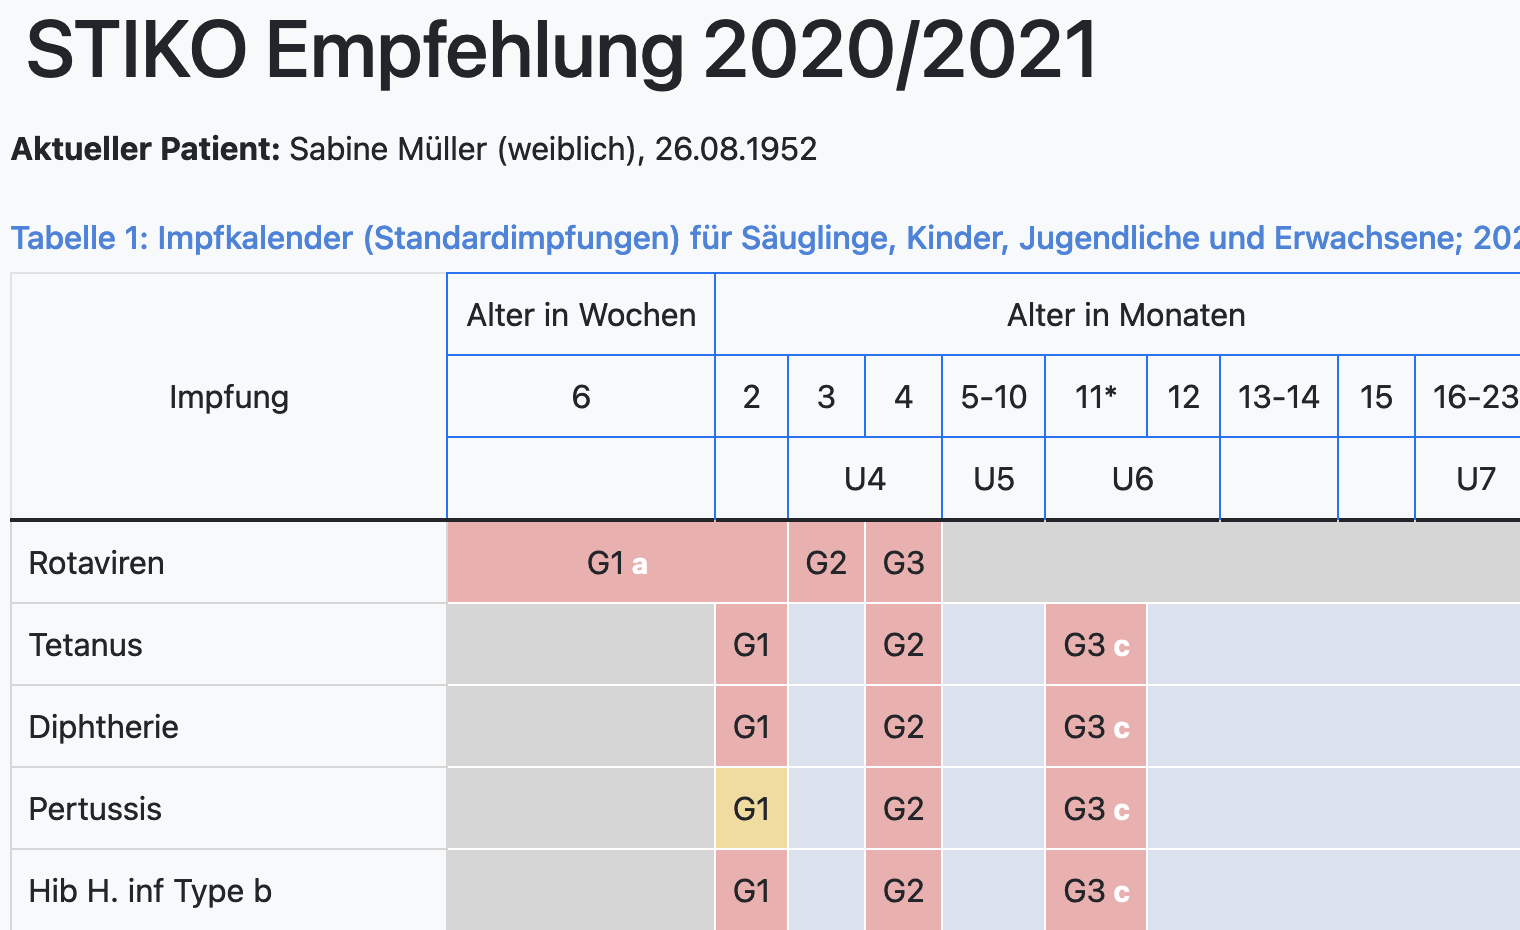 STIKO Empfehlung 2020/2021
Aktueller Patient: Sabine Müller (weiblich), 26.08.1952
Tabelle 1: Impfkalender (Standardimpfungen) für Säuglinge, Kinder, Jugendliche und Erwachsene;
Impfung
Alter in Wochen Alter in Monaten
6 2 3 4 5-10 11* 12 13-14 15 16-23
U4 U5 U6 U7
Rotaviren G1 a G2 G3
Tetanus G1 G2 G3 c
Diphtherie G1 G2 G3 c
Pertussis G1 G2 G3 c
Hib H. inf Type b G1 G2 G3 c